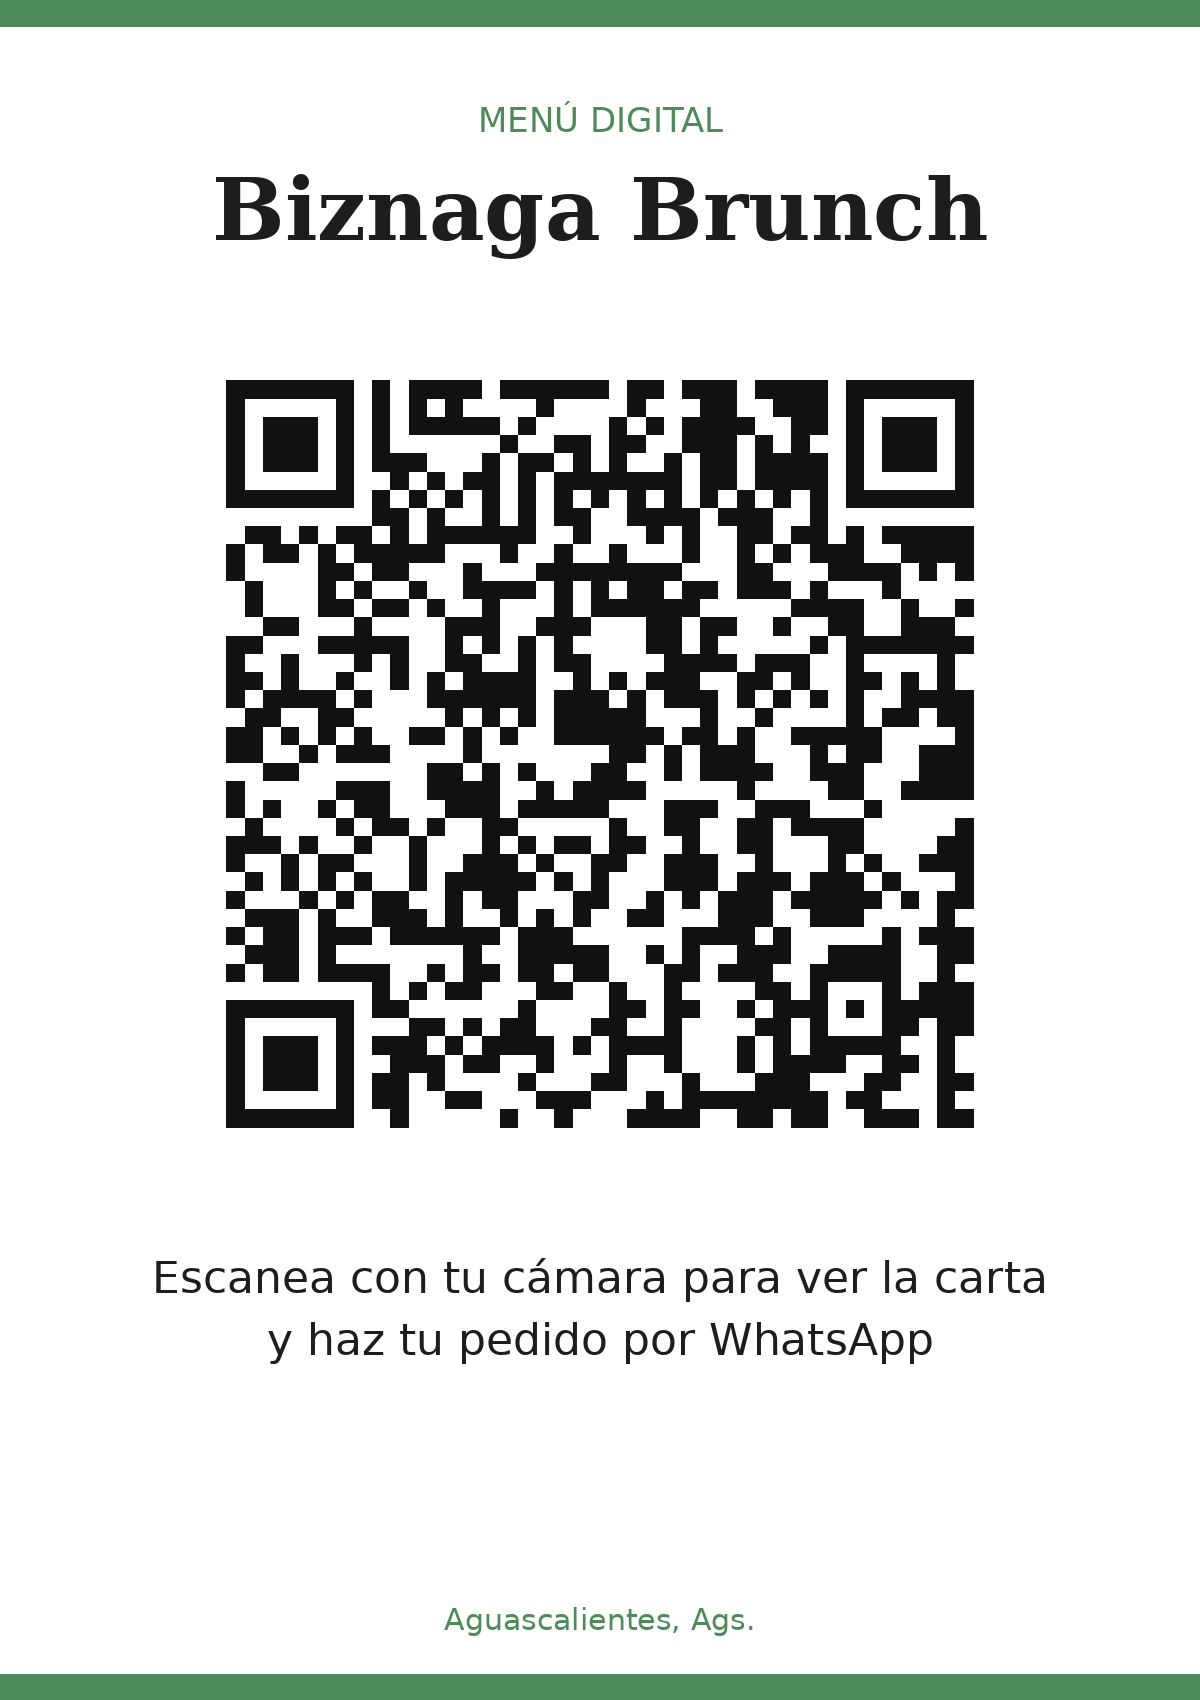 MENÚ DIGITAL
Biznaga Brunch
Escanea con tu cámara para ver la carta
y haz tu pedido por WhatsApp
Aguascalientes, Ags.